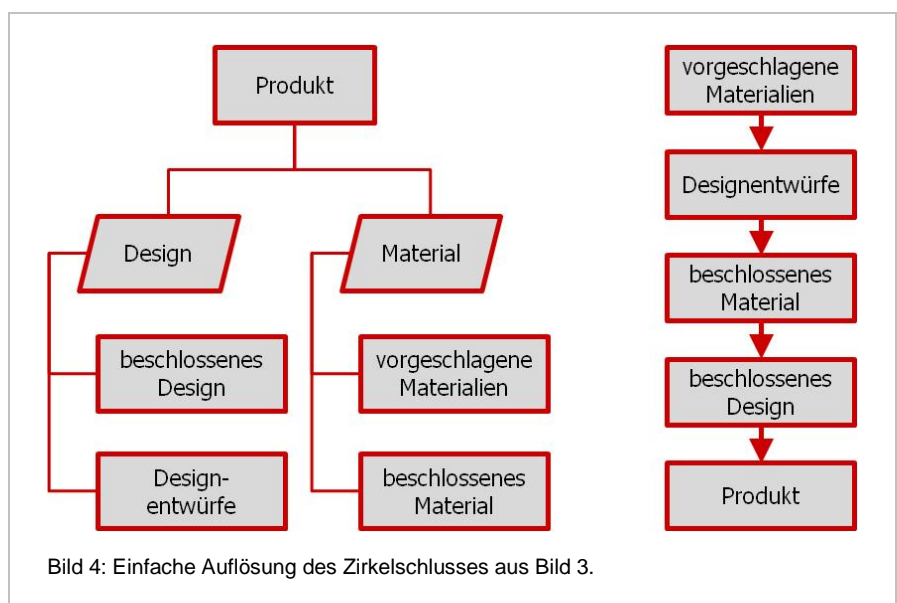 Produkt
Design
Material
beschlossenes
Design
vorgeschlagene
Materialien
Design-
entwürfe
beschlossenes
Material
vorgeschlagene
Materialien
Designentwürfe
beschlossenes
Material
beschlossenes
Design
Produkt
Bild 4: Einfache Auflösung des Zirkelschlusses aus Bild 3.